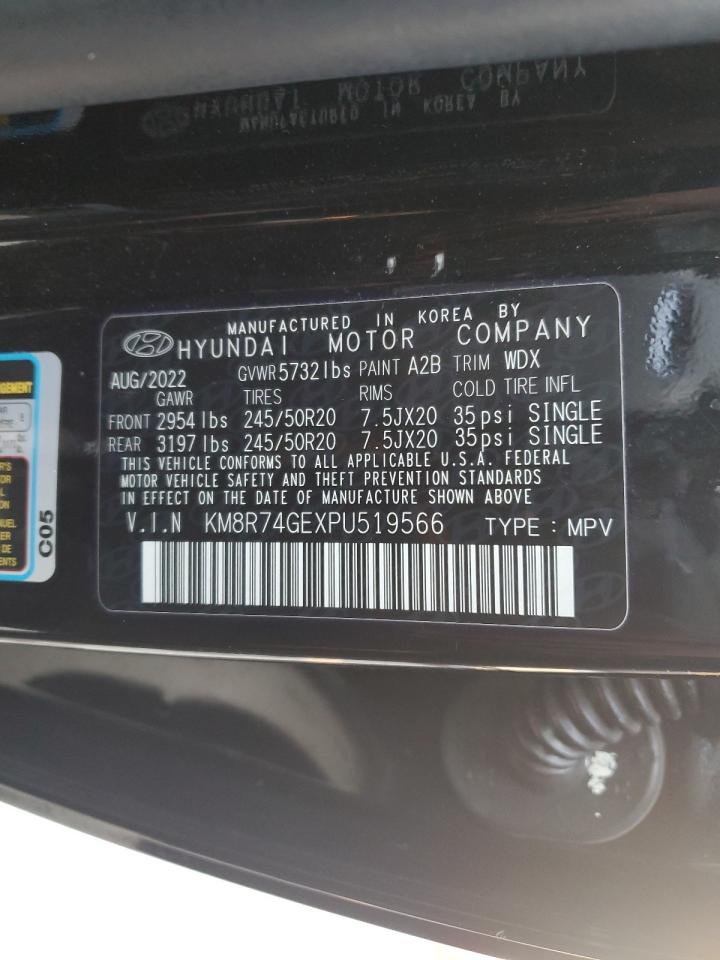 MANUFACTURED IN KOREA BY
HYUNDAI MOTOR COMPANY
AUG/2022 GVWR 5732lbs PAINT A2B TRIM WDX
GAWR TIRES RIMS COLD TIRE INFL
FRONT 2954 lbs 245/50R20 7.5JX20 35psi SINGLE
REAR 3197 lbs 245/50R20 7.5JX20 35psi SINGLE
THIS VEHICLE CONFORMS TO ALL APPLICABLE U.S.A. FEDERAL
MOTOR VEHICLE SAFETY AND THEFT PREVENTION STANDARDS
IN EFFECT ON THE DATE OF MANUFACTURE SHOWN ABOVE
V.I.N KM8R74GEXPU519566 TYPE : MPV
C05